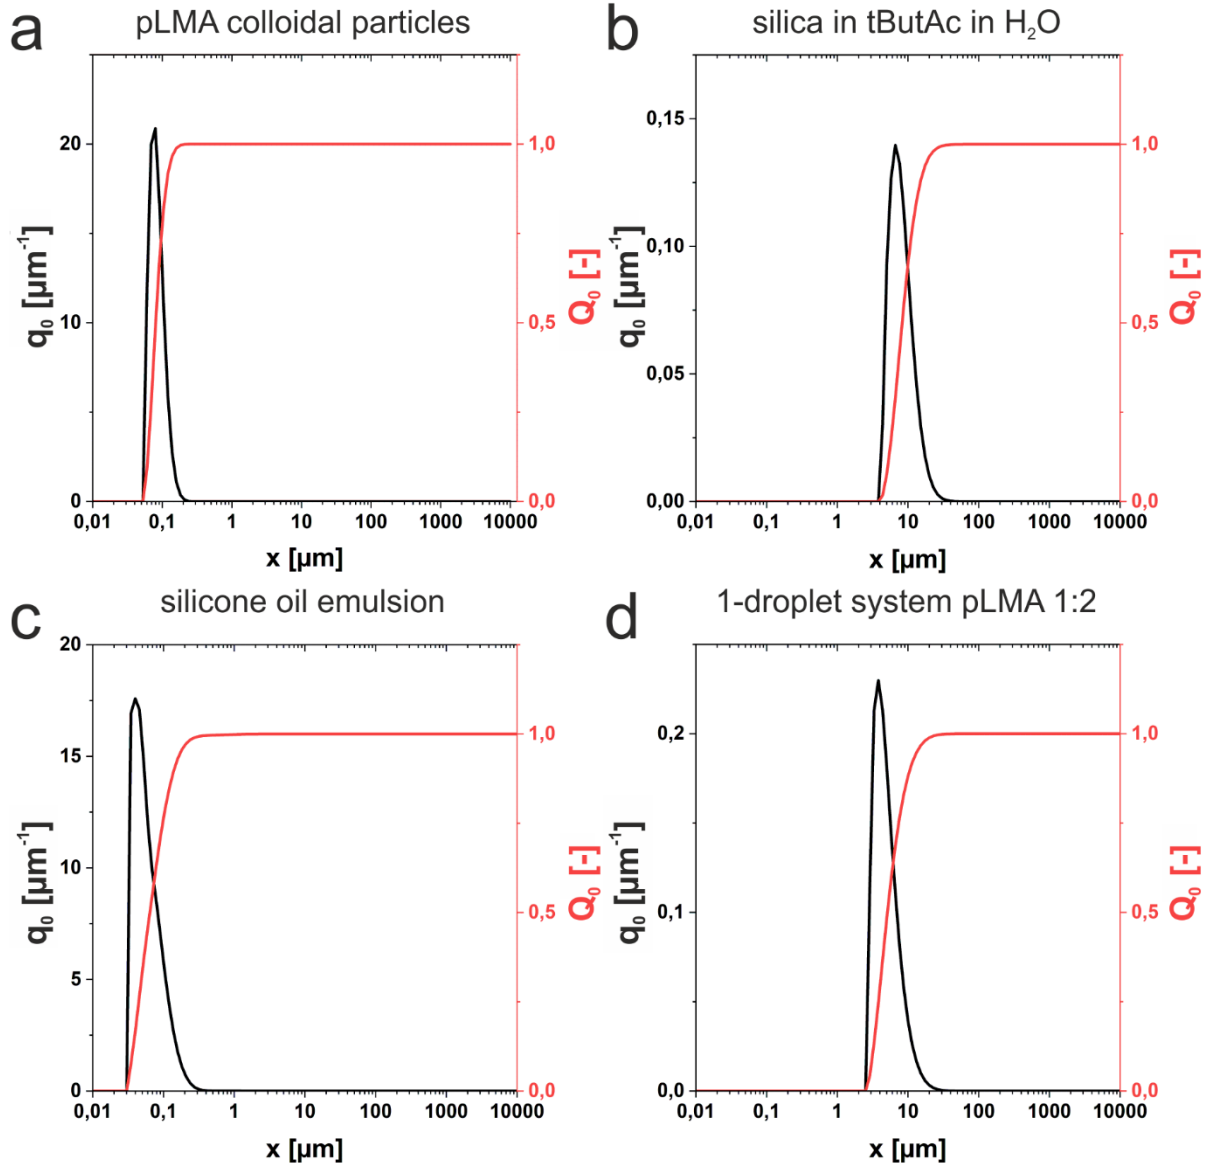 a
pLMA colloidal particles
q₀ [µm⁻¹]
20
10
0
1,0
0,5
0,0
Q₀ [-]
0,01 0,1 1 10 100 1000 10000
x [µm]
b
silica in tButAc in H₂O
q₀ [µm⁻¹]
0,15
0,10
0,05
0,00
1,0
0,5
0,0
Q₀ [-]
0,01 0,1 1 10 100 1000 10000
x [µm]
c
silicone oil emulsion
q₀ [µm⁻¹]
20
15
10
5
0
1,0
0,5
0,0
Q₀ [-]
0,01 0,1 1 10 100 1000 10000
x [µm]
d
1-droplet system pLMA 1:2
q₀ [µm⁻¹]
0,2
0,1
0,0
1,0
0,5
0,0
Q₀ [-]
0,01 0,1 1 10 100 1000 10000
x [µm]